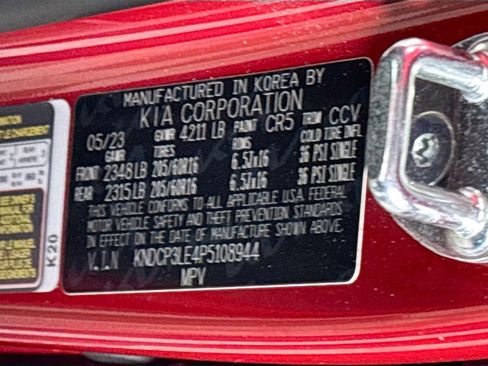 MANUFACTURED IN KOREA BY
KIA CORPORATION
05/23 GVWR 4211 LB PAINT CR5 TRIM CCV
GAWR TIRES RIMS COLD TIRE INFL
FRONT 2348 LB 205/60R16 6.5Jx16 36 PSI SINGLE
REAR 2315 LB 205/60R16 6.5Jx16 36 PSI SINGLE
THIS VEHICLE CONFORMS TO ALL APPLICABLE U.S.A. FEDERAL
MOTOR VEHICLE SAFETY AND THEFT PREVENTION STANDARDS
IN EFFECT ON THE DATE OF MANUFACTURE SHOWN ABOVE.
V.I.N KNDCP3LE4P5108944
MPV
K20